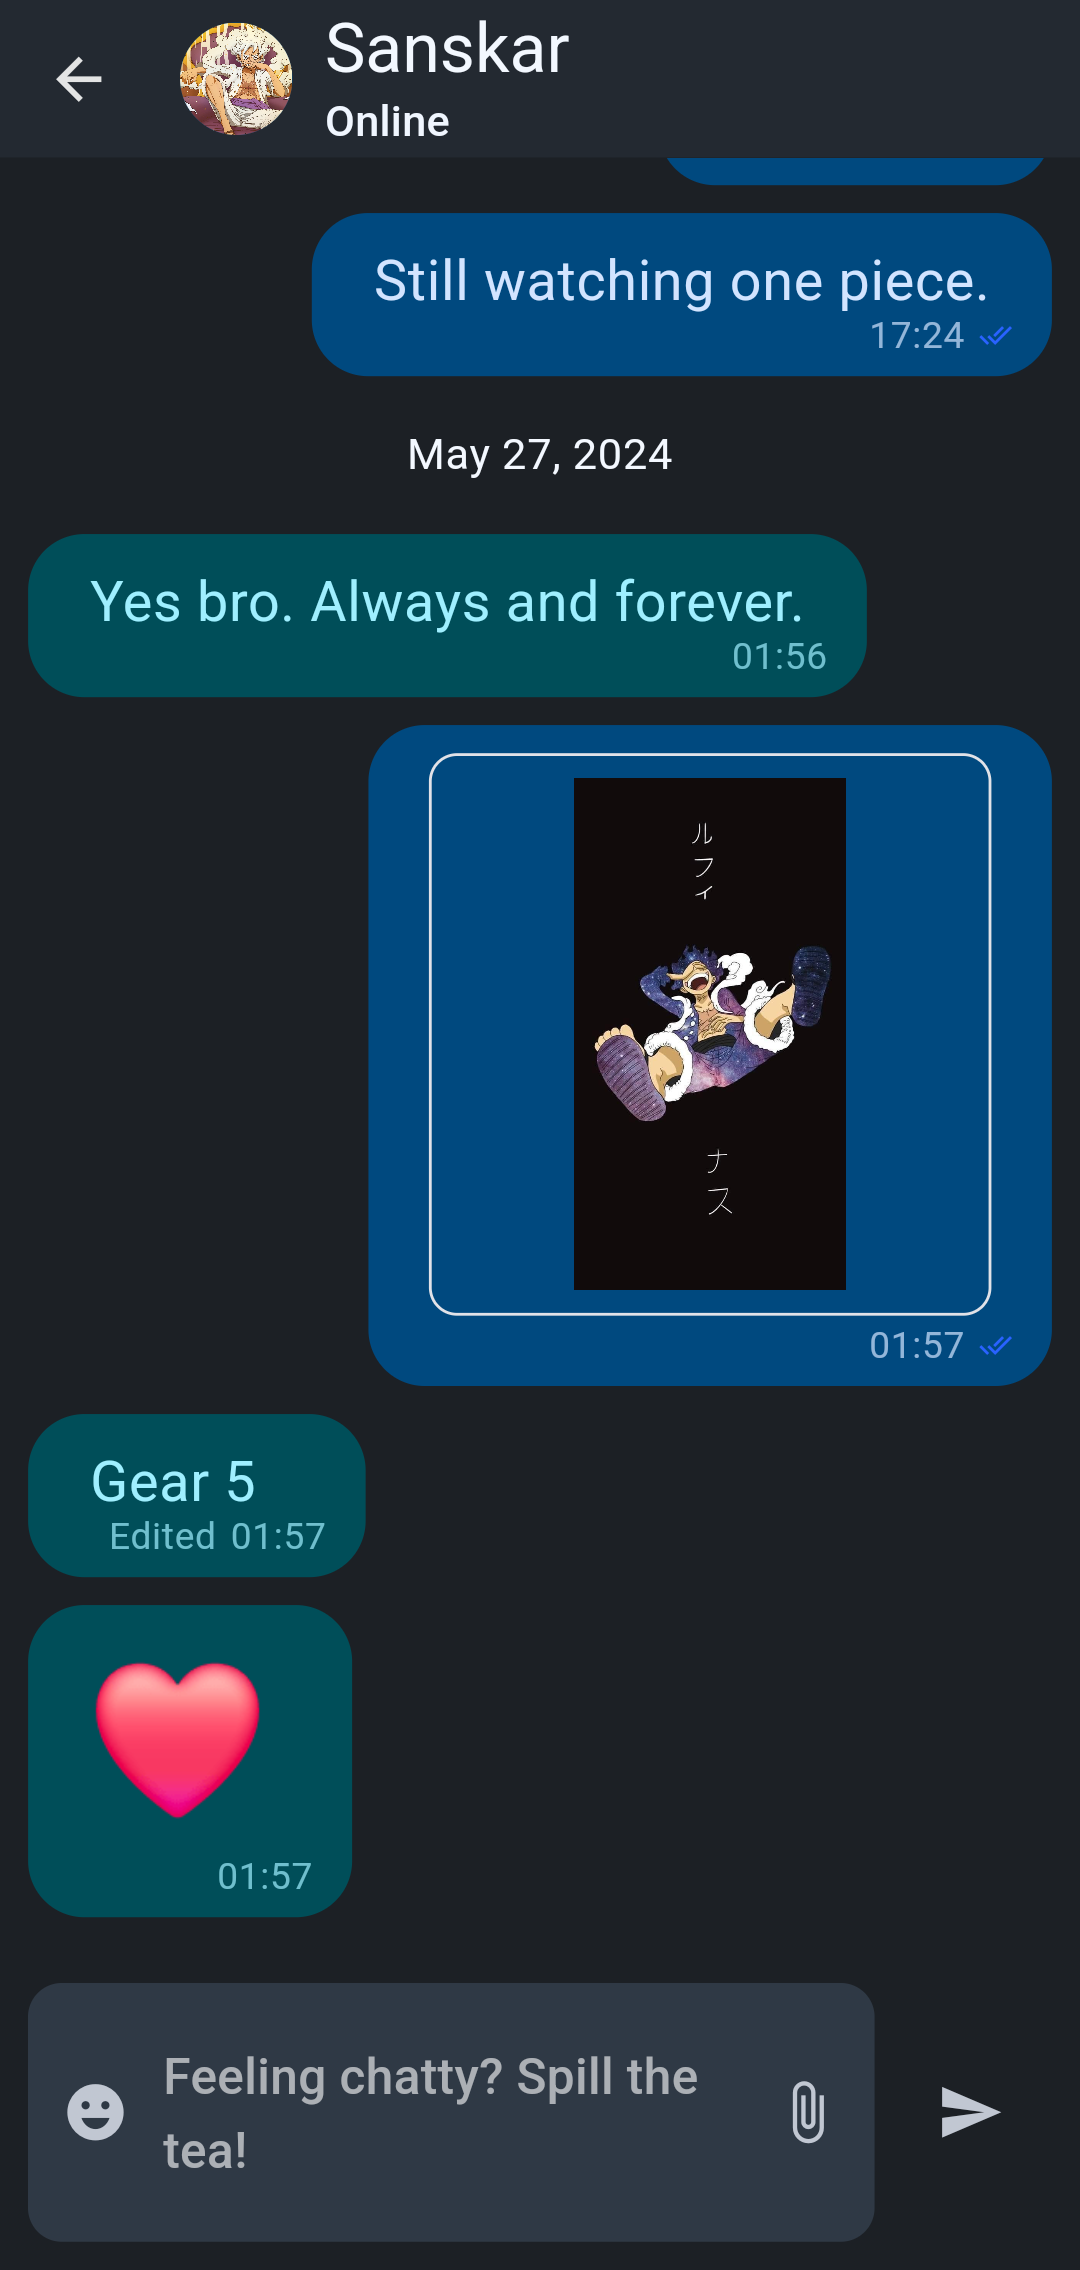 Sanskar
Online
Still watching one piece.
17:24
May 27, 2024
Yes bro. Always and forever.
01:56
ル
フ
ィ
ナ
ス
01:57
Gear 5
Edited 01:57
01:57
Feeling chatty? Spill the
tea!